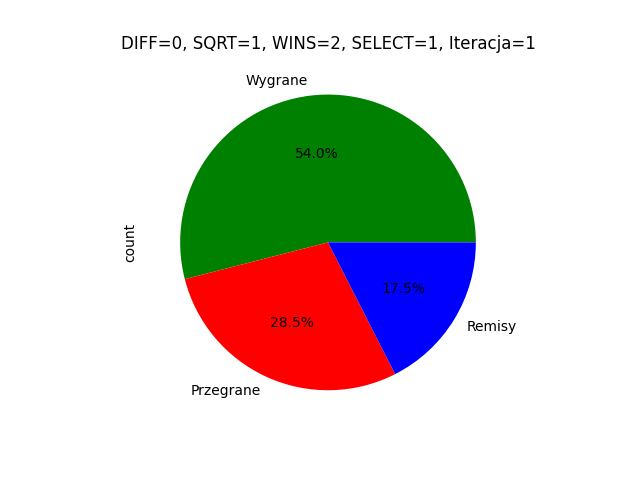 DIFF=0, SQRT=1, WINS=2, SELECT=1, Iteracja=1
Wygrane
54.0%
count
17.5%
28.5%
Remisy
Przegrane